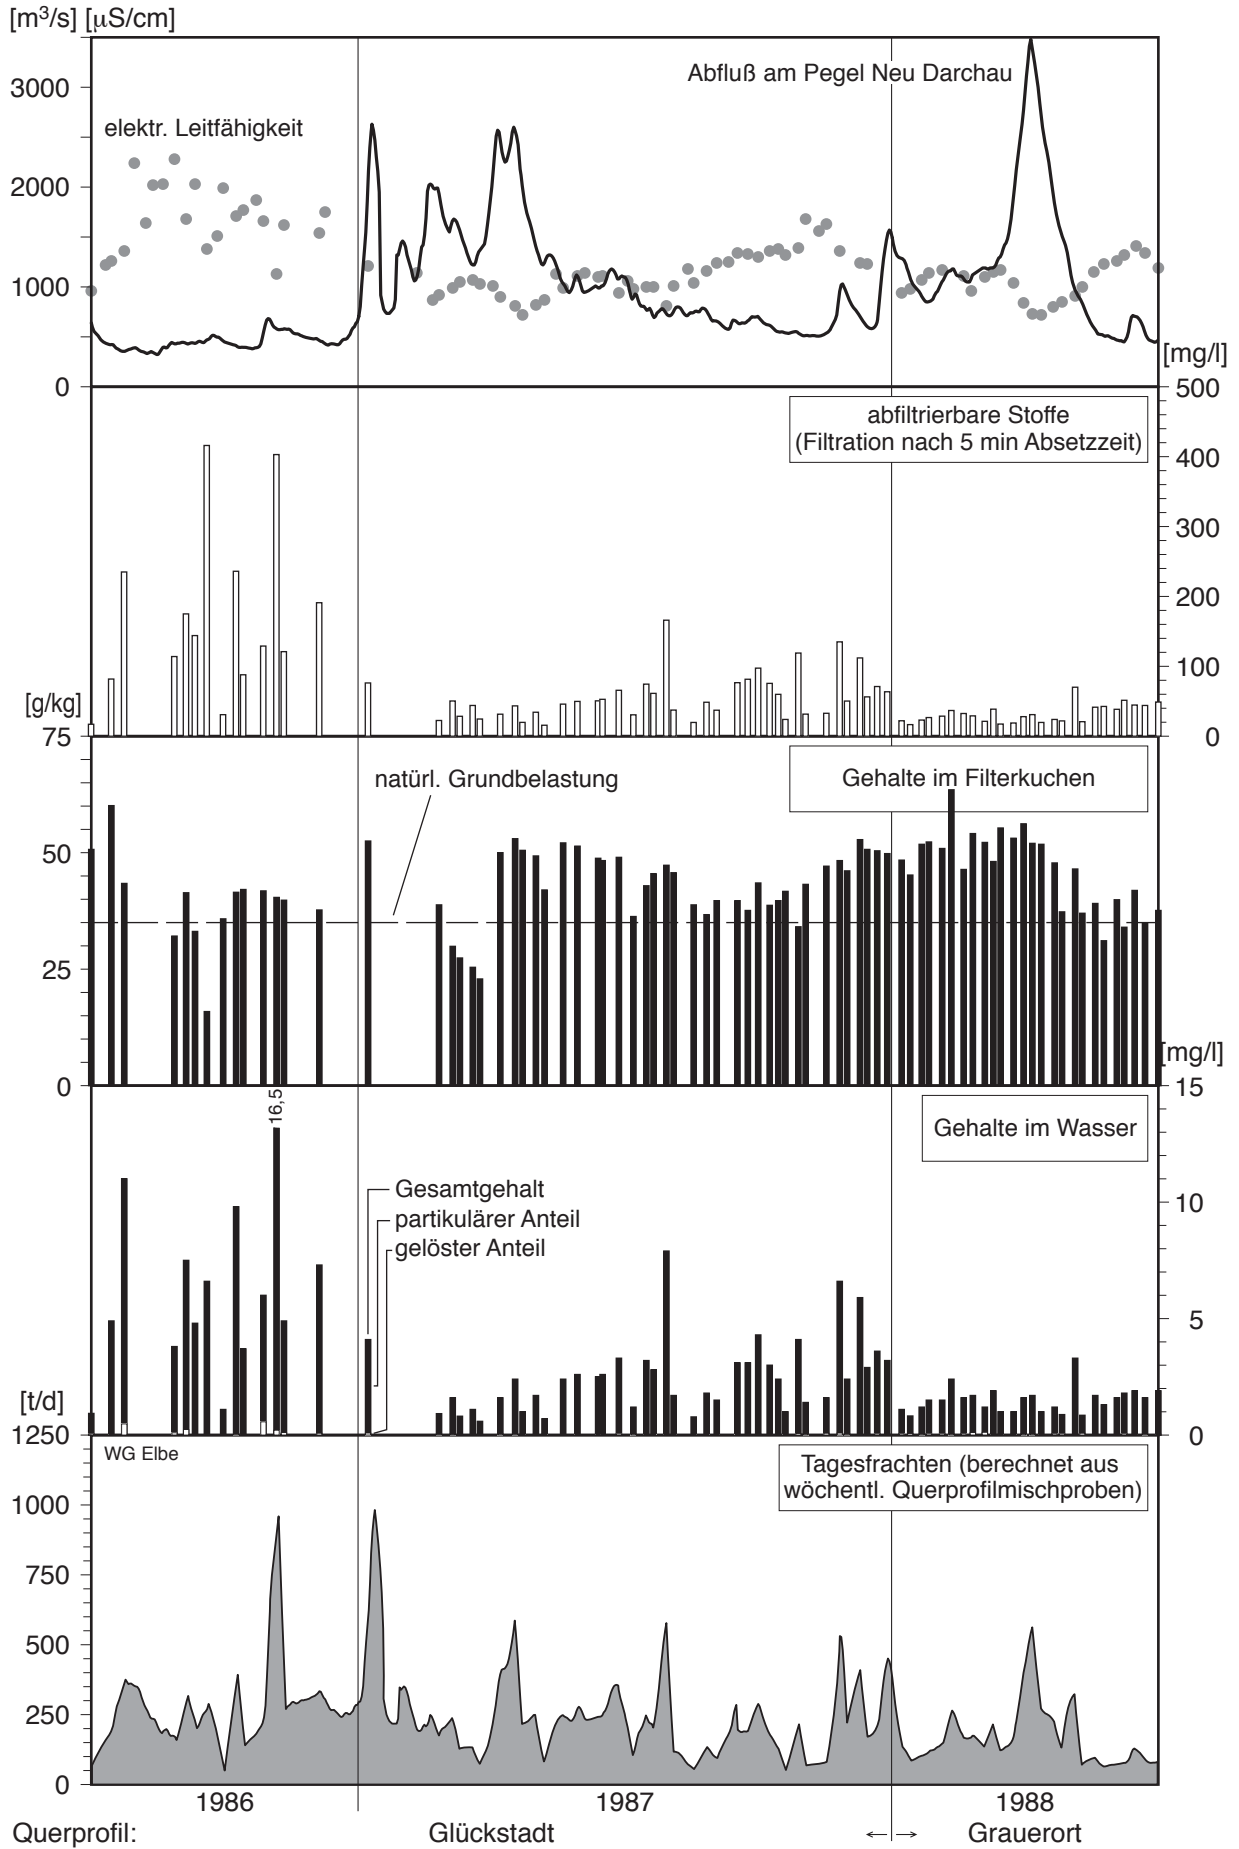 [m³/s] [µS/cm]
Abfluß am Pegel Neu Darchau
3000
elektr. Leitfähigkeit
2000
1000
[mg/l]
0
500
abfiltrierbare Stoffe
(Filtration nach 5 min Absetzzeit)
400
300
200
100
[g/kg]
75
0
natürl. Grundbelastung
Gehalte im Filterkuchen
50
25
[mg/l]
0
15
16,5
Gehalte im Wasser
Gesamtgehalt
10
partikulärer Anteil
gelöster Anteil
5
[t/d]
1250
0
WG Elbe
Tagesfrachten (berechnet aus
wöchentl. Querprofilmischproben)
1000
750
500
250
0
1986
1987
1988
Querprofil:
Glückstadt
←
→
Grauerort